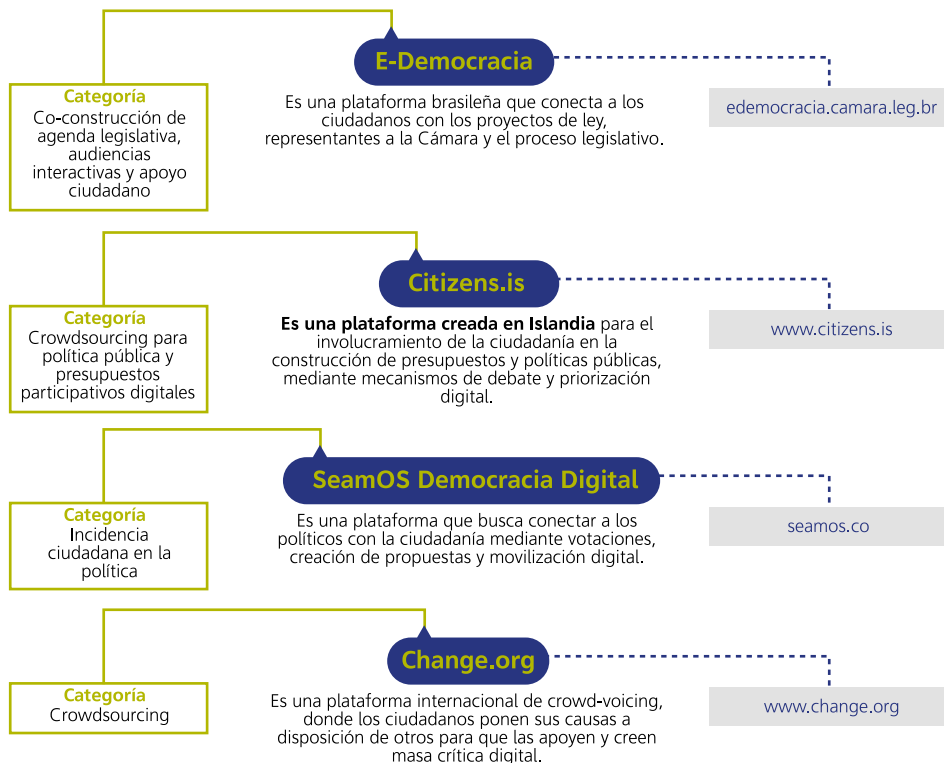 E-Democracia
Categoría
Co-construcción de
agenda legislativa,
audiencias
interactivas y apoyo
ciudadano
Es una plataforma brasileña que conecta a los
ciudadanos con los proyectos de ley,
representantes a la Cámara y el proceso legislativo.
edemocracia.camara.leg.br
Citizens.is
Categoría
Crowdsourcing para
política pública y
presupuestos
participativos digitales
Es una plataforma creada en Islandia para el
involucramiento de la ciudadanía en la
construcción de presupuestos y políticas públicas,
mediante mecanismos de debate y priorización
digital.
www.citizens.is
SeamOS Democracia Digital
Categoría
Incidencia
ciudadana en la
política
Es una plataforma que busca conectar a los
políticos con la ciudadanía mediante votaciones,
creación de propuestas y movilización digital.
seamos.co
Change.org
Categoría
Crowdsourcing
Es una plataforma internacional de crowd-voicing,
donde los ciudadanos ponen sus causas a
disposición de otros para que las apoyen y creen
masa crítica digital.
www.change.org